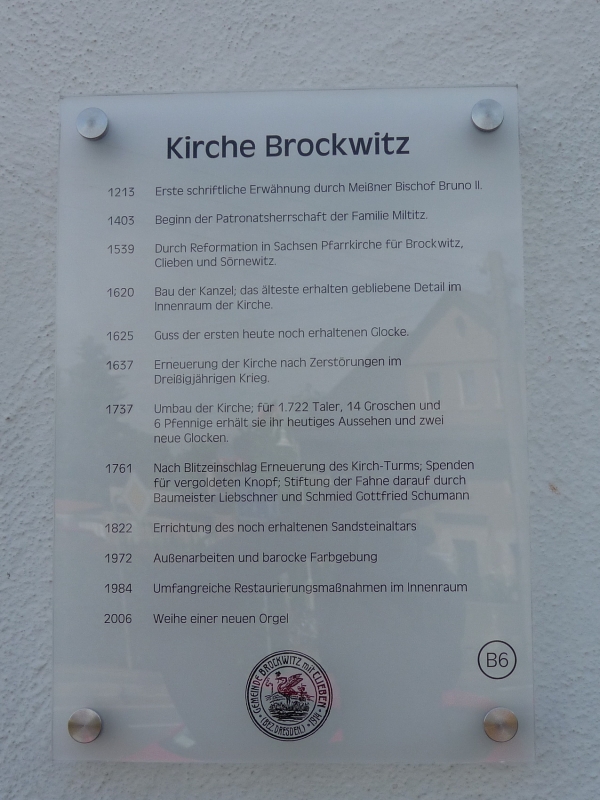 Kirche Brockwitz
1213 Erste schriftliche Erwähnung durch Meißner Bischof Bruno II.
1403 Beginn der Patronatsherrschaft der Familie Miltitz.
1539 Durch Reformation in Sachsen Pfarrkirche für Brockwitz,
Clieben und Sörnewitz.
1620 Bau der Kanzel; das älteste erhalten gebliebene Detail im
Innenraum der Kirche.
1625 Guss der ersten heute noch erhaltenen Glocke.
1637 Erneuerung der Kirche nach Zerstörungen im
Dreißigjährigen Krieg.
1737 Umbau der Kirche; für 1.722 Taler, 14 Groschen und
6 Pfennige erhält sie ihr heutiges Aussehen und zwei
neue Glocken.
1761 Nach Blitzeinschlag Erneuerung des Kirch-Turms; Spenden
für vergoldeten Knopf; Stiftung der Fahne darauf durch
Baumeister Liebschner und Schmied Gottfried Schumann
1822 Errichtung des noch erhaltenen Sandsteinaltars
1972 Außenarbeiten und barocke Farbgebung
1984 Umfangreiche Restaurierungsmaßnahmen im Innenraum
2006 Weihe einer neuen Orgel
B6
GEMEINDE BROCKWITZ mit CLIEBEN
DRESDEN